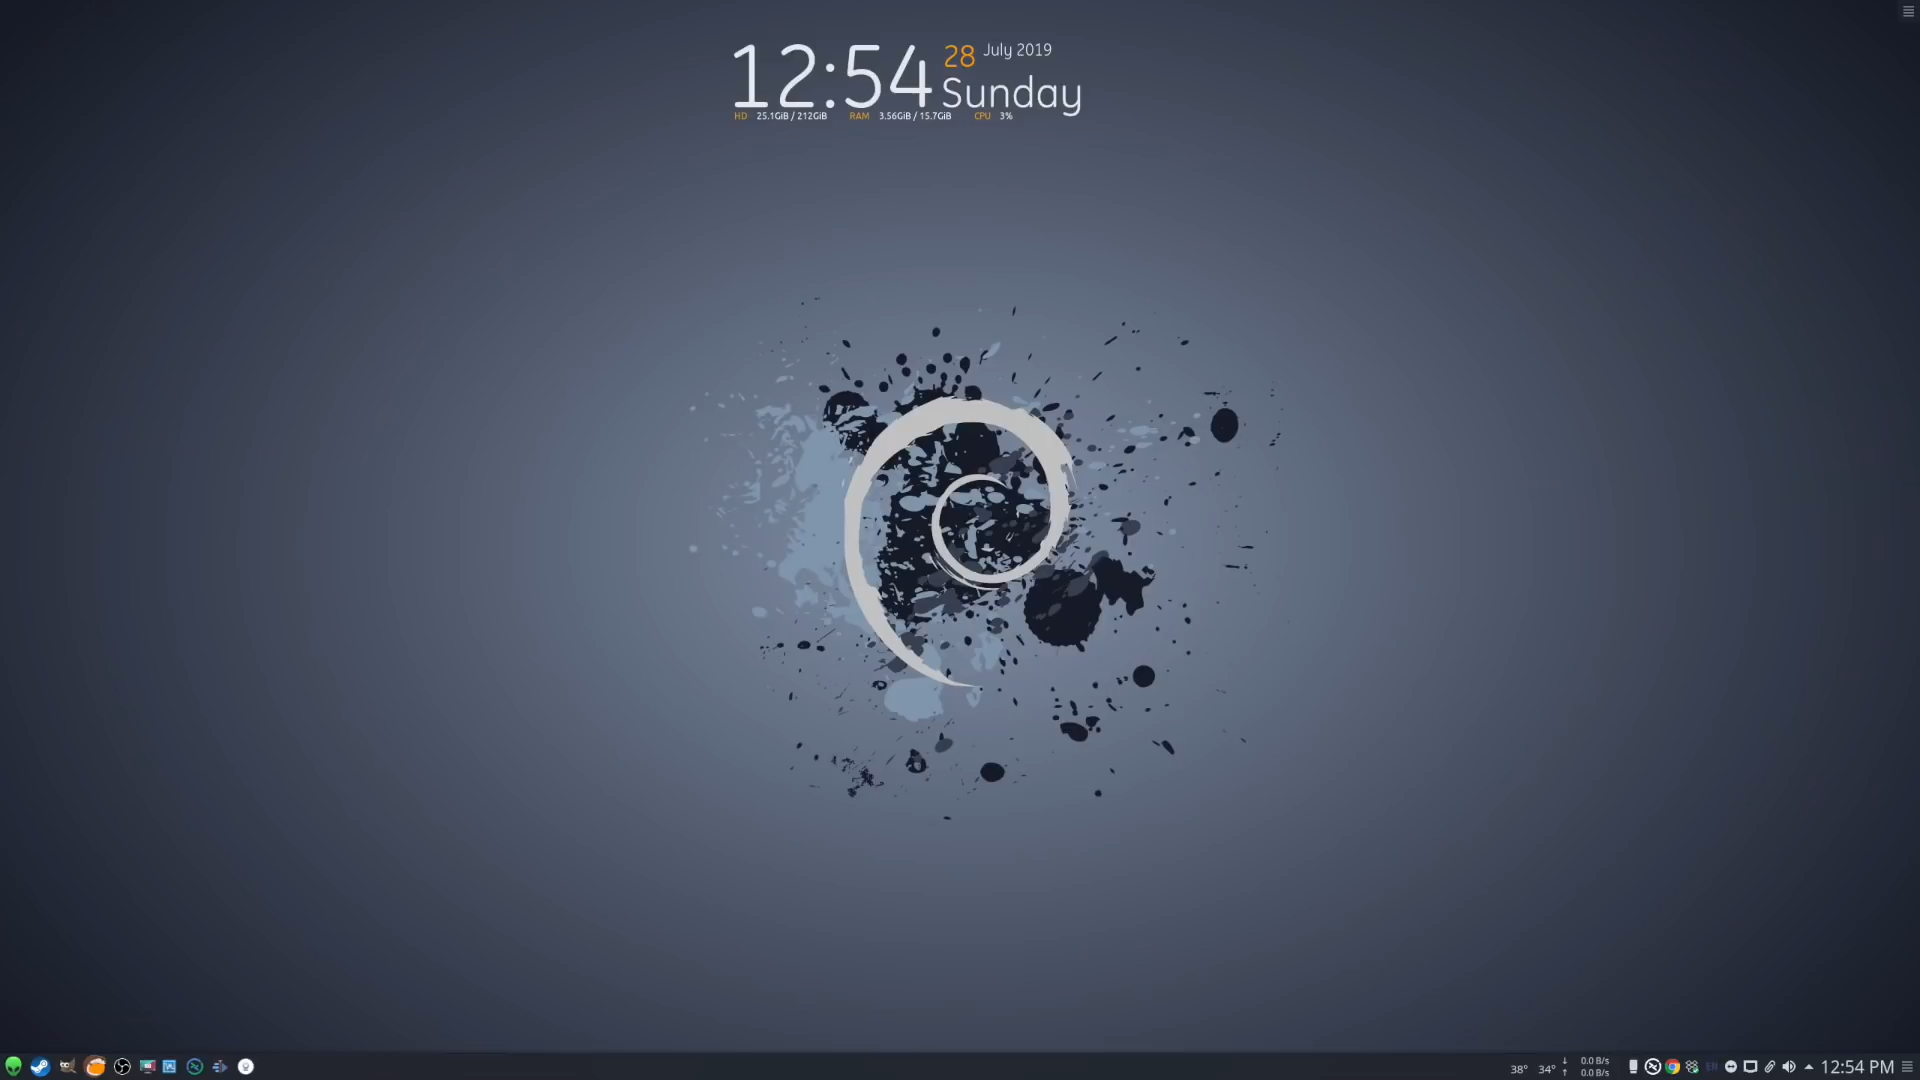 12:54 28 July 2019
Sunday
HD 25.1GiB / 212GiB RAM 3.56GiB / 15.7GiB CPU 3%
38° 34° ↓ 0.0 B/s
↑ 0.0 B/s
EN
12:54 PM